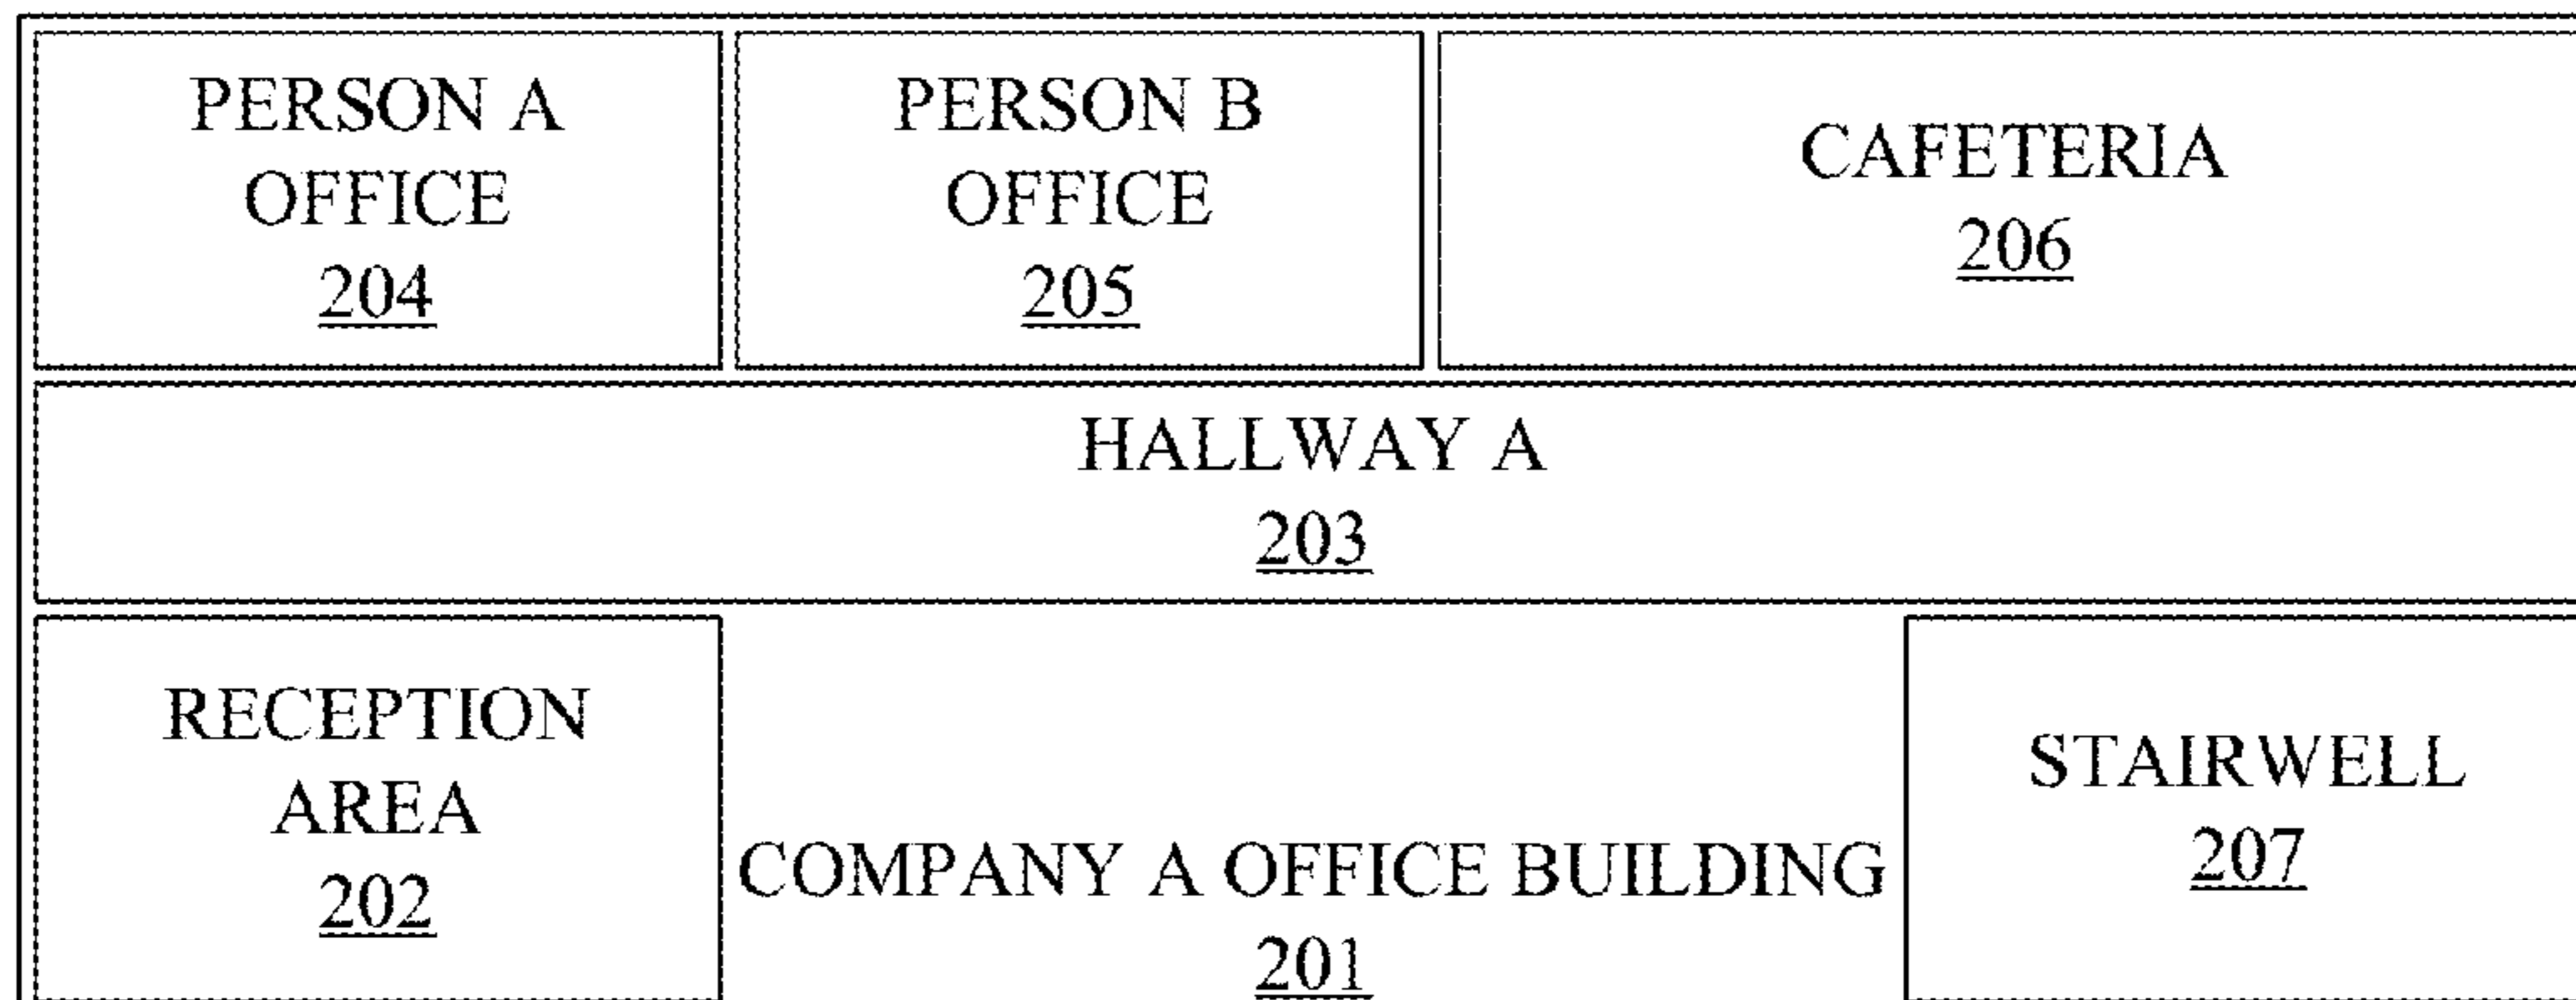 PERSON A
OFFICE
204
PERSON B
OFFICE
205
CAFETERIA
206
HALLWAY A
203
RECEPTION
AREA
202
COMPANY A OFFICE BUILDING
201
STAIRWELL
207